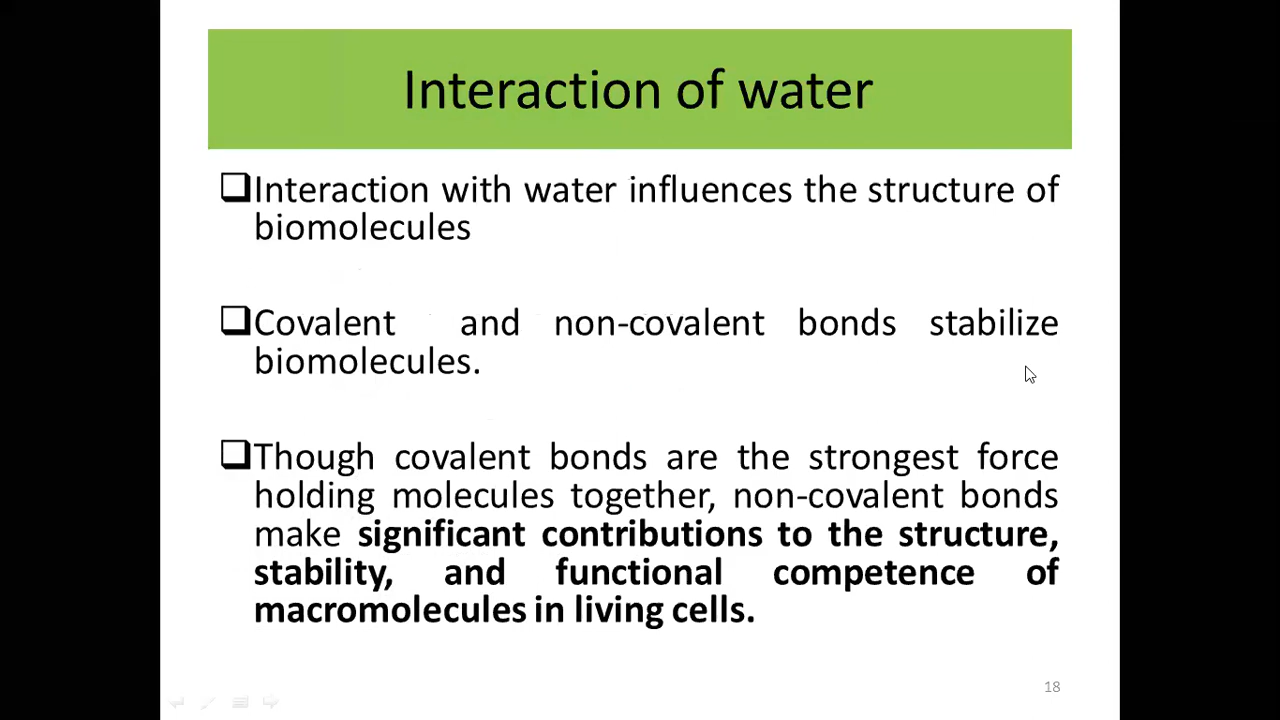 Interaction of water
Interaction with water influences the structure of
biomolecules
Covalent and non-covalent bonds stabilize
biomolecules.
Though covalent bonds are the strongest force
holding molecules together, non-covalent bonds
make significant contributions to the structure,
stability, and functional competence of
macromolecules in living cells.
18